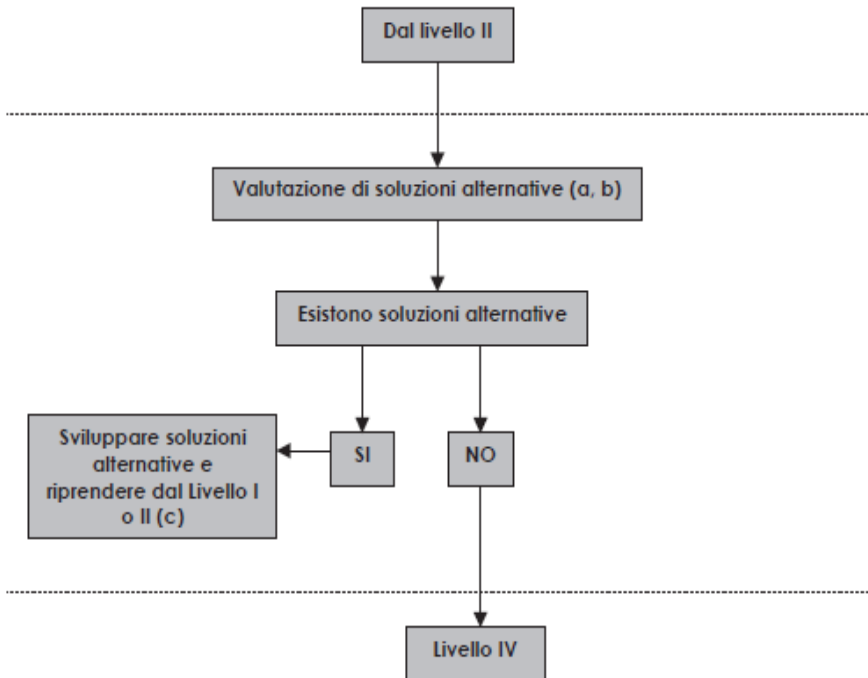 Dal livello II
Valutazione di soluzioni alternative (a, b)
Esistono soluzioni alternative
Sviluppare soluzioni
alternative e
riprendere dal Livello I
o II (c)
SI
NO
Livello IV